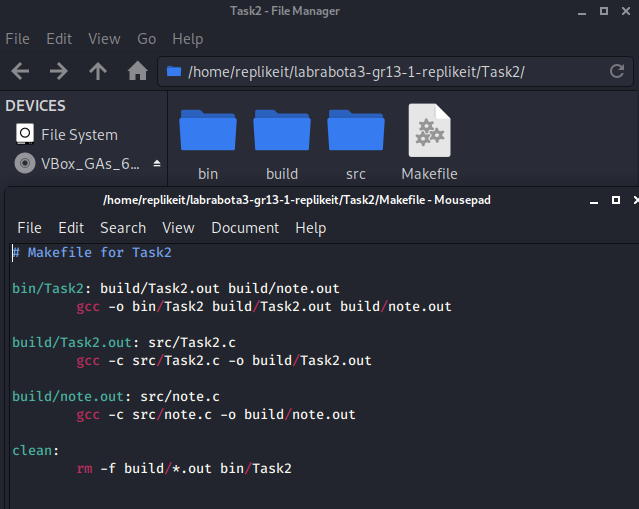 Task2 - File Manager
File Edit View Go Help
/home/replikeit/labrabota3-gr13-1-replikeit/Task2/
DEVICES
File System
VBox_GAs_6...
bin build src Makefile
/home/replikeit/labrabota3-gr13-1-replikeit/Task2/Makefile - Mousepad
File Edit Search View Document Help
# Makefile for Task2
bin/Task2: build/Task2.out build/note.out
gcc -o bin/Task2 build/Task2.out build/note.out
build/Task2.out: src/Task2.c
gcc -c src/Task2.c -o build/Task2.out
build/note.out: src/note.c
gcc -c src/note.c -o build/note.out
clean:
rm -f build/*.out bin/Task2